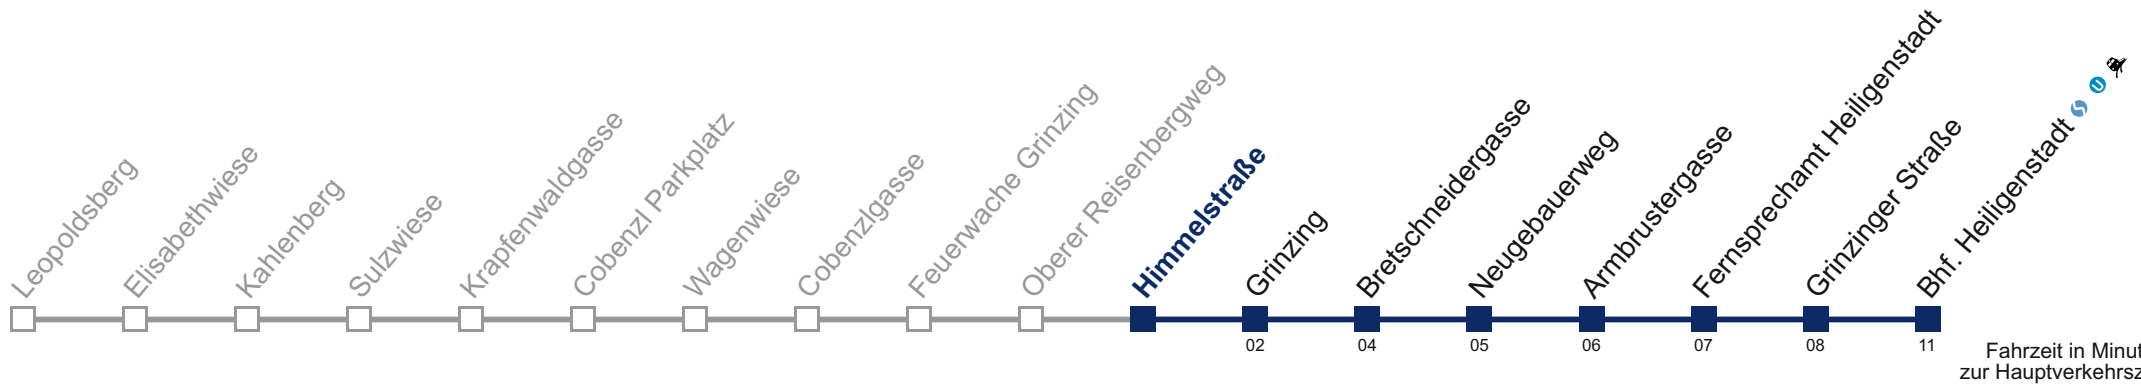 Leopoldsberg
Elisabethwiese
Kahlenberg
Sulzwiese
Krapfenwaldgasse
Cobenzl Parkplatz
Wagenwiese
Cobenzlgasse
Feuerwache Grinzing
Oberer Reisenbergweg
Himmelstraße
Grinzing
Bretschneidergasse
Neugebauerweg
Armbrustergasse
Fernsprechamt Heiligenstadt
Grinzinger Straße
Bhf. Heiligenstadt S U
02 04 05 06 07 08 11
Fahrzeit in Minut
zur Hauptverkehrsz